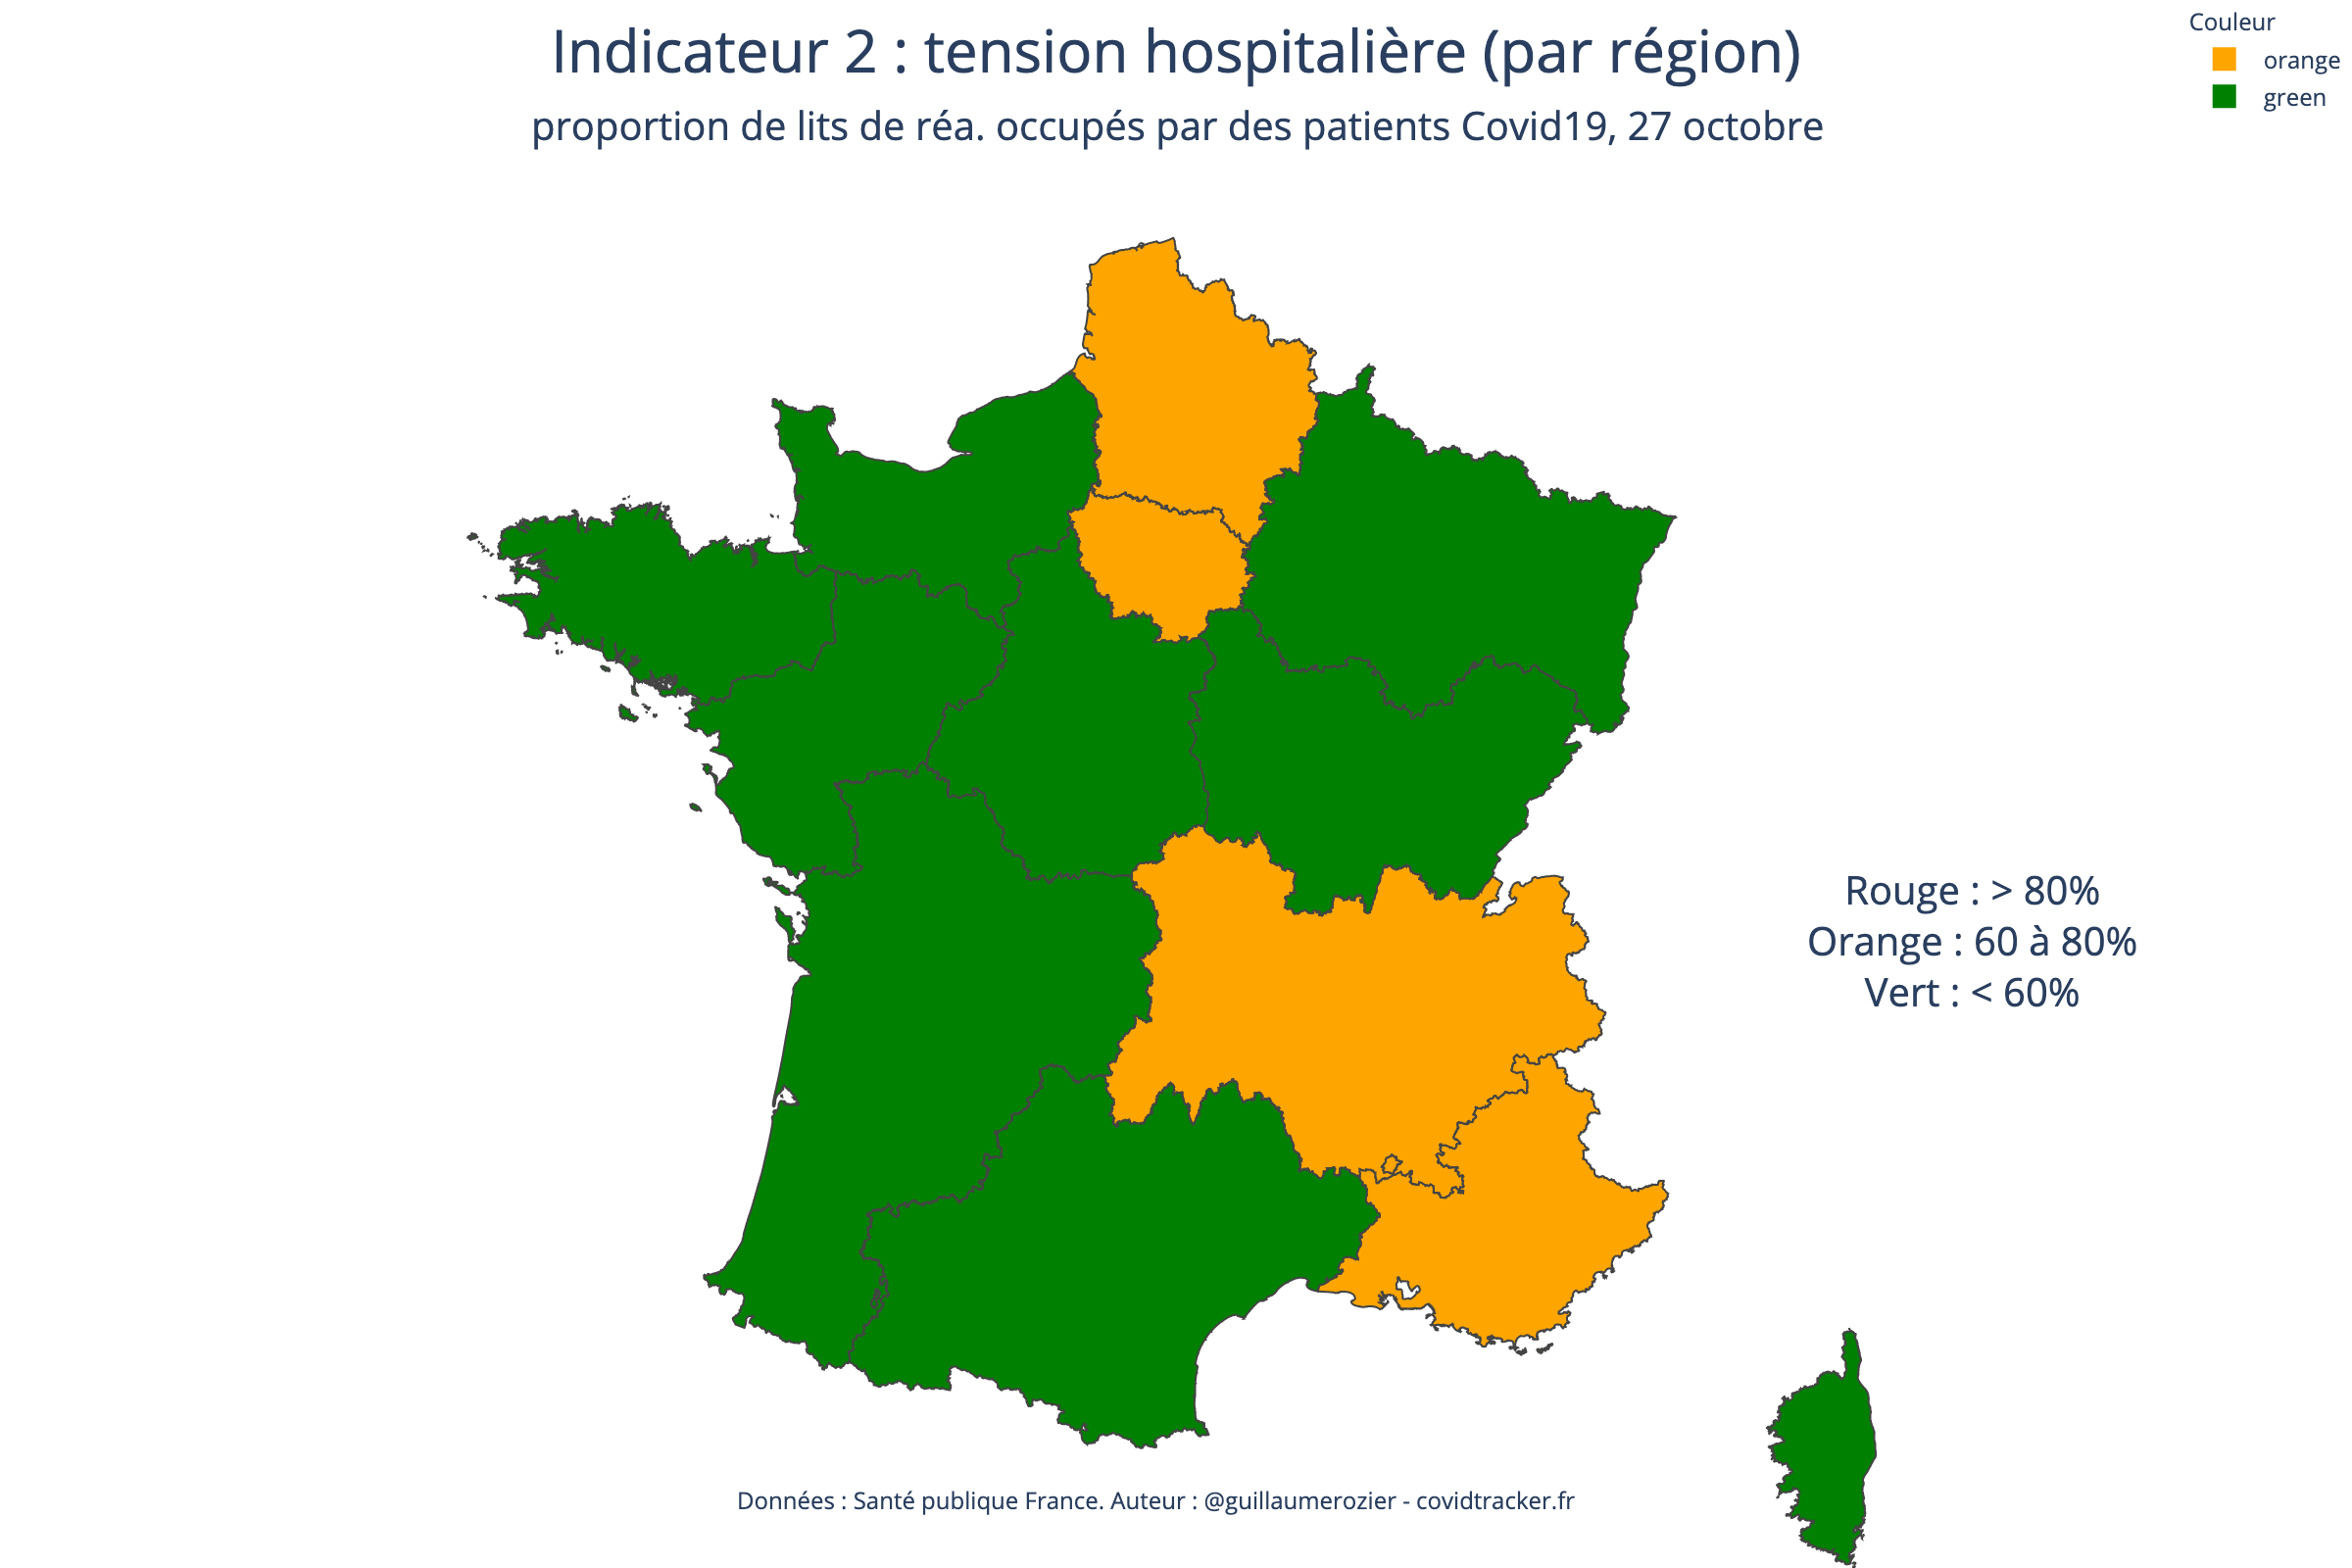 Indicateur 2 : tension hospitalière (par région)
proportion de lits de réa. occupés par des patients Covid19, 27 octobre
Couleur
orange
green
Rouge : > 80%
Orange : 60 à 80%
Vert : < 60%
Données : Santé publique France. Auteur : @guillaumerozier - covidtracker.fr